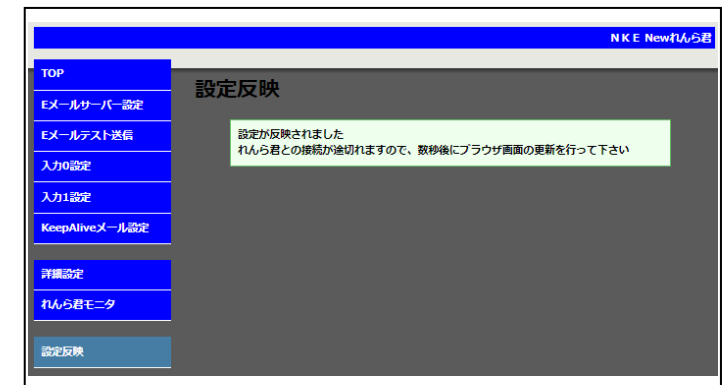 NKE Newれんら君
TOP
Eメールサーバー設定
Eメールテスト送信
入力0設定
入力1設定
KeepAliveメール設定
詳細設定
れんら君モニタ
設定反映
設定反映
設定が反映されました
れんら君との接続が途切れますので、数秒後にブラウザ画面の更新を行って下さい